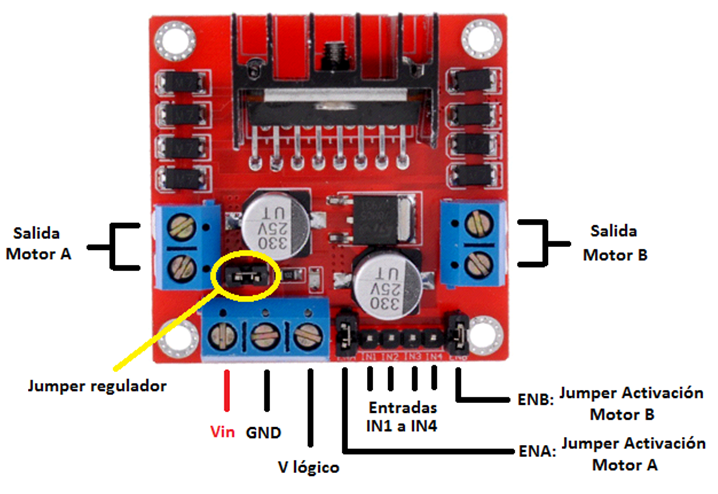 Salida
Motor A
Salida
Motor B
330
25V
UT
330
25V
UT
Jumper regulador
IN1 IN2 IN3 IN4
Vin
GND
V lógico
Entradas
IN1 a IN4
ENB: Jumper Activación
Motor B
ENA: Jumper Activación
Motor A